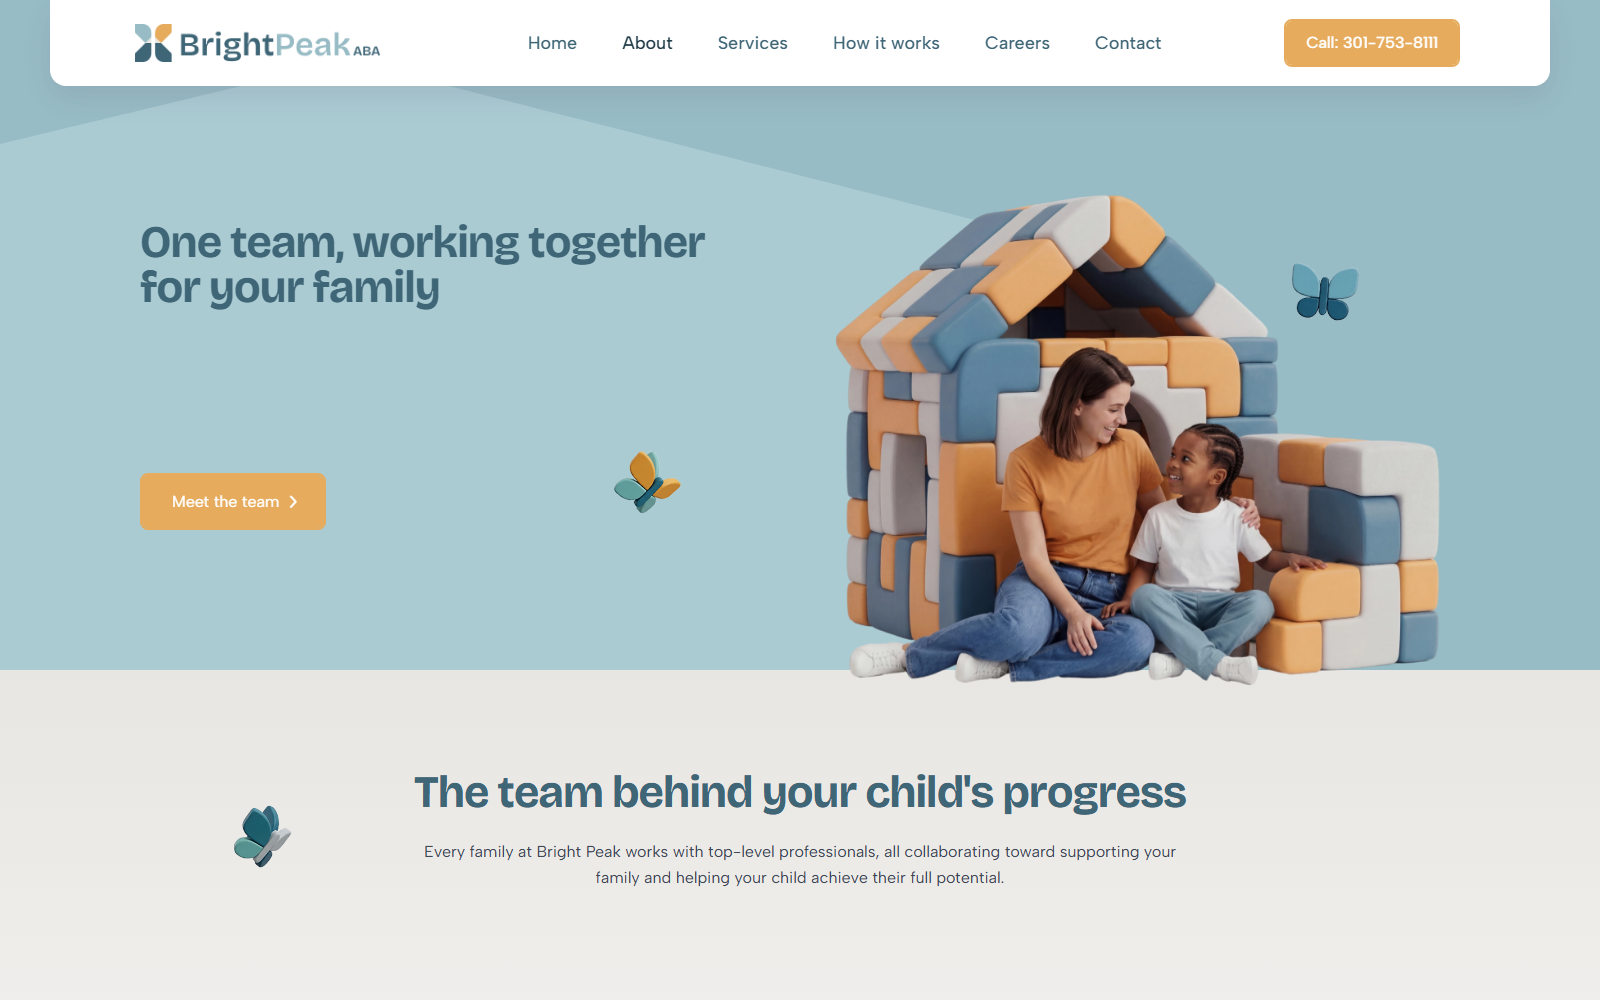 BrightPeak ABA
Home About Services How it works Careers Contact
Call: 301-753-8111
One team, working together
for your family
Meet the team
The team behind your child's progress
Every family at Bright Peak works with top-level professionals, all collaborating toward supporting your
family and helping your child achieve their full potential.